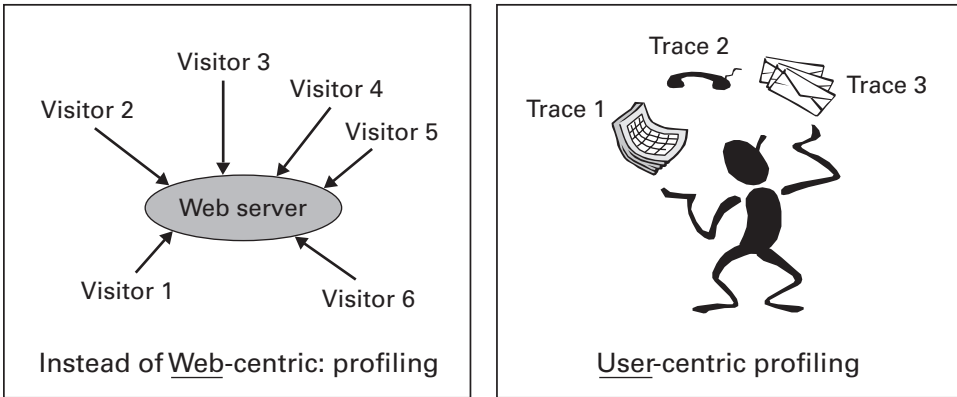 Visitor 3
Visitor 2
Visitor 4
Visitor 5
Web server
Visitor 1
Visitor 6
Instead of Web-centric: profiling
Trace 2
Trace 3
Trace 1
User-centric profiling